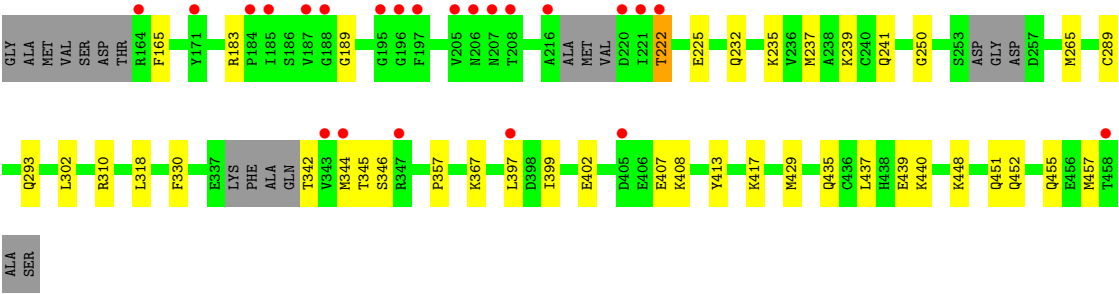 GLY ALA MET VAL SER ASP THR R164 F165 Y171 R183 P184 I185 S186 V187 G188 G189 G195 G196 F197 V205 N206 N207 T208 A216 ALA MET VAL D220 I221 T222 E225 Q232 K235 V236 M237 A238 K239 C240 Q241 G250 S253 ASP GLY ASP D257 M265 C289
Q293 L302 R310 L318 F330 E337 LYS PHE ALA GLN T342 V343 M344 T345 S346 R347 P357 K367 L397 D398 I399 E402 D405 E406 E407 K408 Y413 K417 M429 Q435 C436 L437 H438 E439 K440 K448 Q451 Q452 Q455 E456 M457 T458
ALA SER